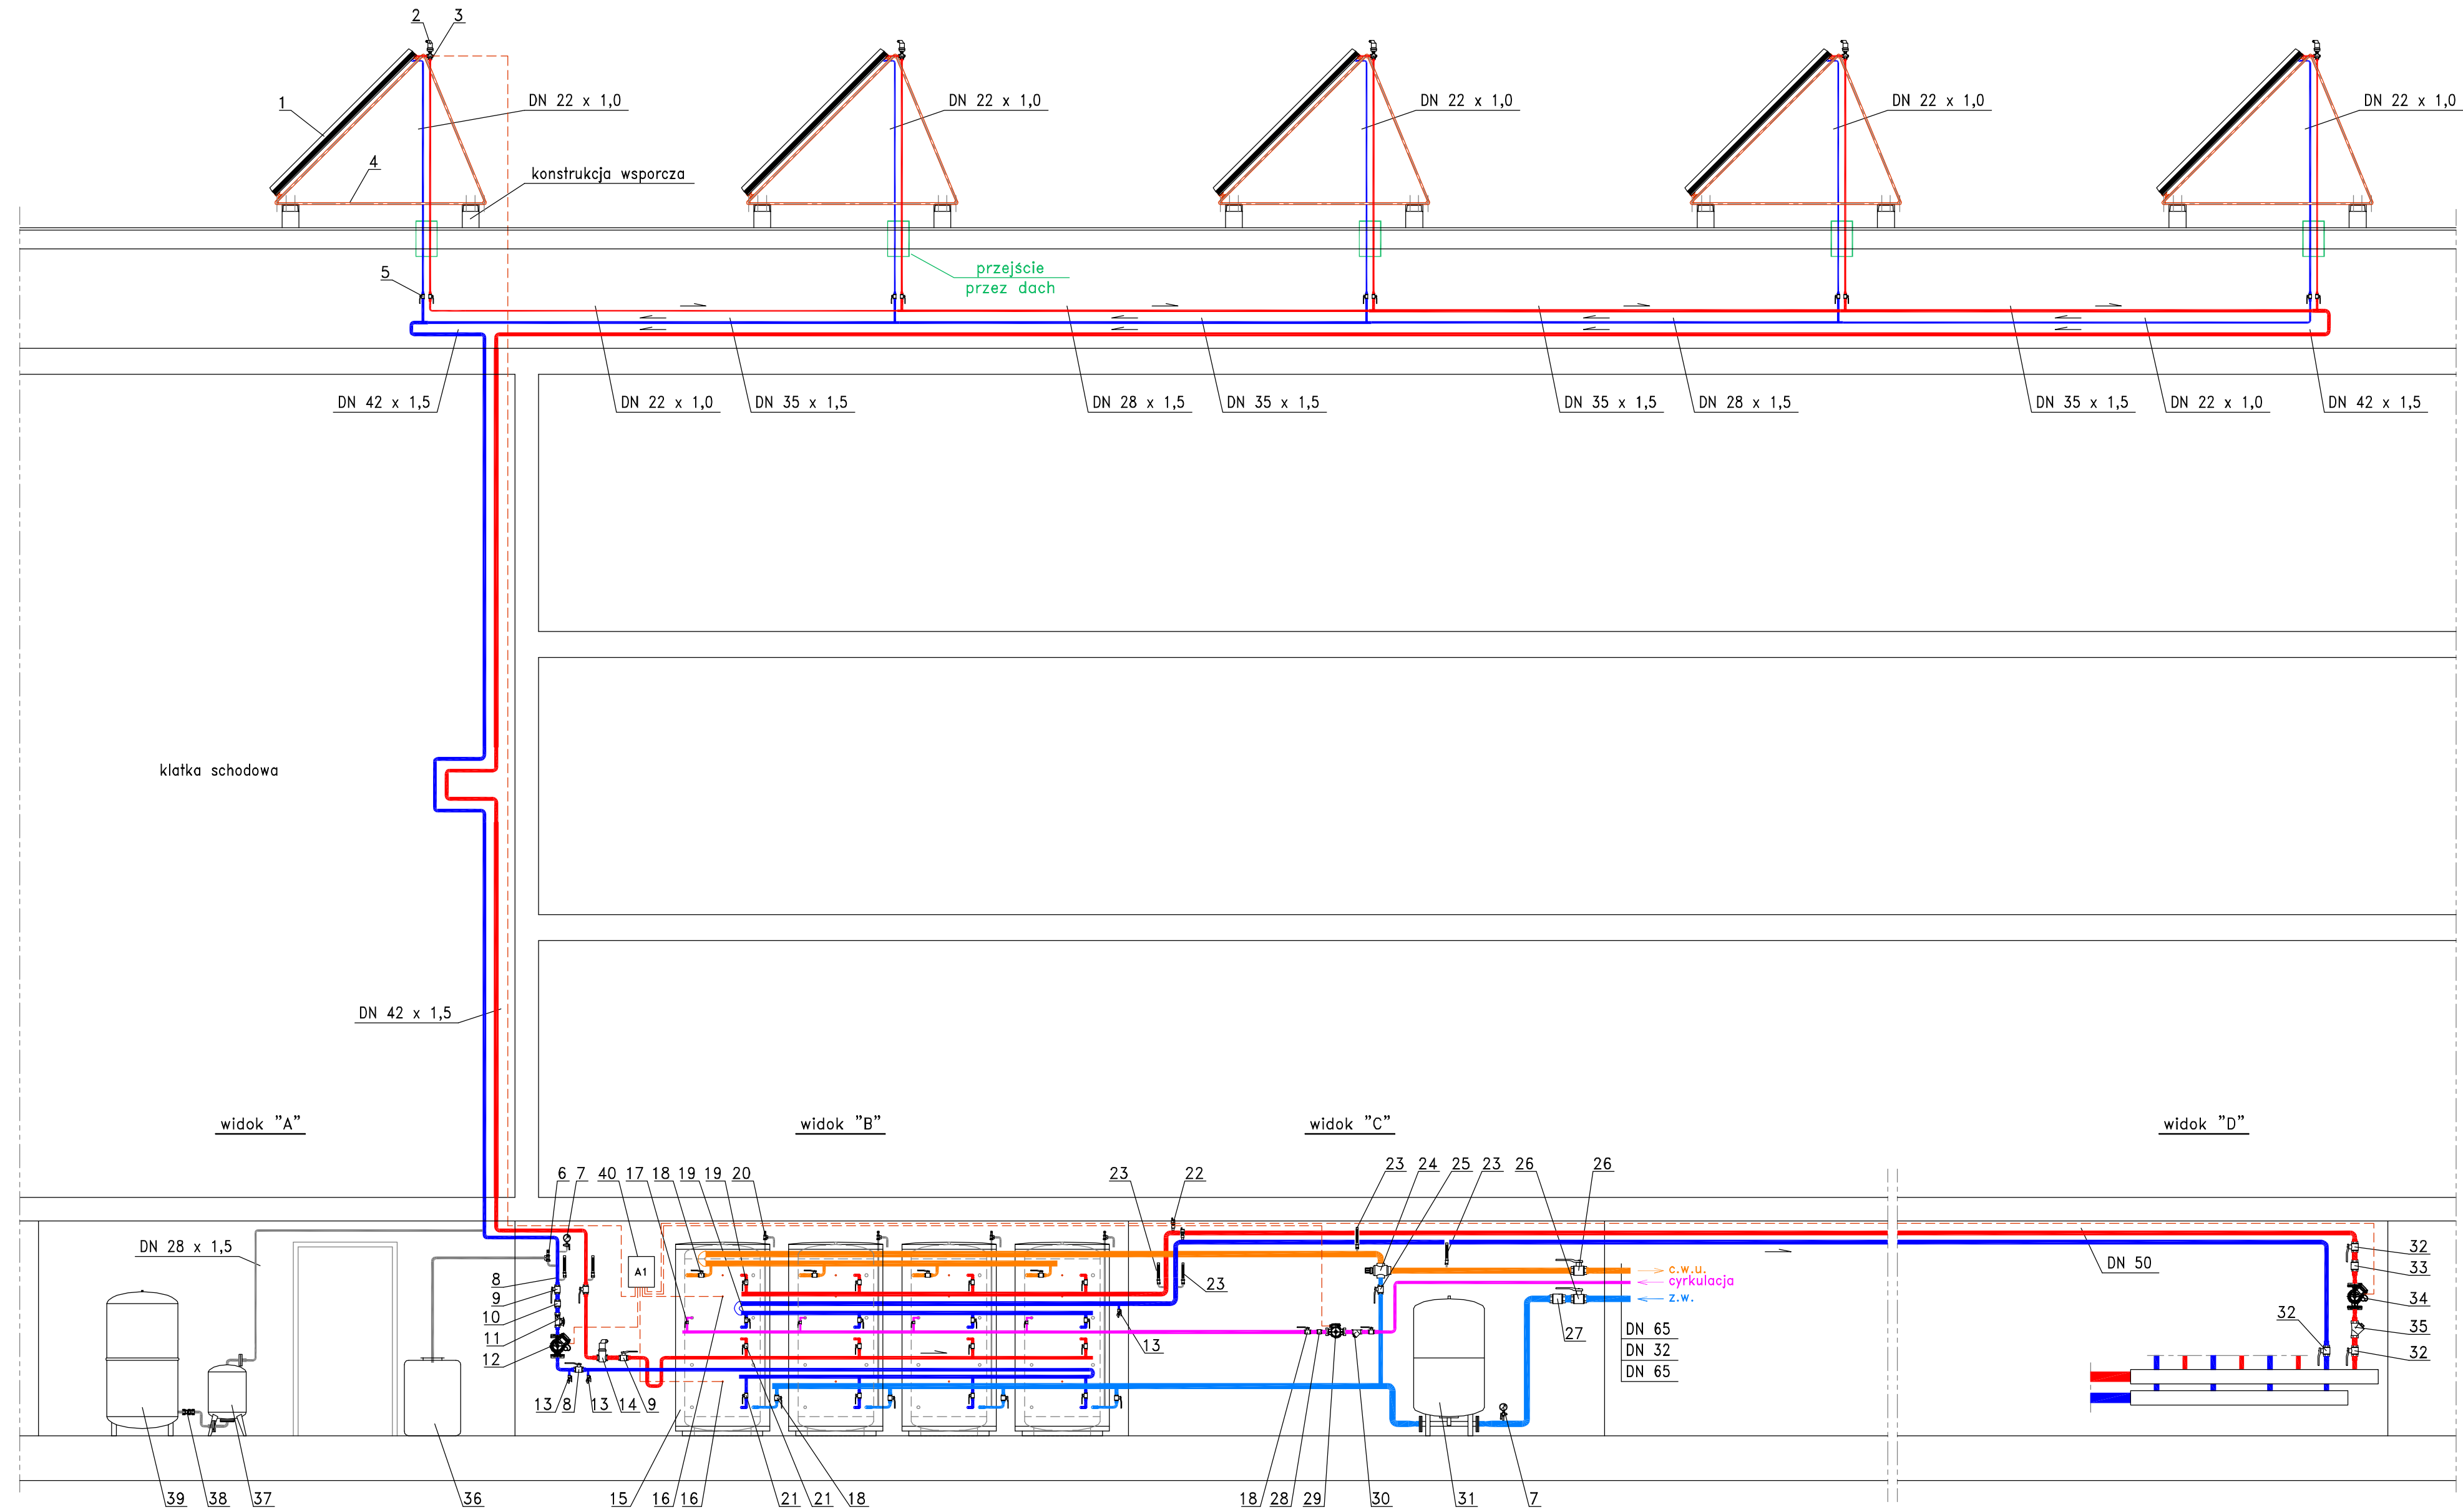 2 3
1
DN 22 x 1,0
DN 22 x 1,0
DN 22 x 1,0
DN 22 x 1,0
DN 22 x 1,0
4
konstrukcja wsporcza
5
przejście
przez dach
DN 42 x 1,5
DN 22 x 1,0
DN 35 x 1,5
DN 28 x 1,5
DN 35 x 1,5
DN 35 x 1,5
DN 28 x 1,5
DN 35 x 1,5
DN 22 x 1,0
DN 42 x 1,5
klatka schodowa
DN 42 x 1,5
widok "A"
widok "B"
widok "C"
widok "D"
6 7 40 17 18 19 19 20
23 22 23 24 25 23 26 26
DN 28 x 1,5
8
9
10
11
12
A1
23
13
c.w.u.
cyrkulacja
z.w.
DN 50
32
33
34
35
32
32
27
DN 65
DN 32
DN 65
13 8 13 14 9
39 38 37 36 15 16 16 21 21 18
18 28 29 30 31 7